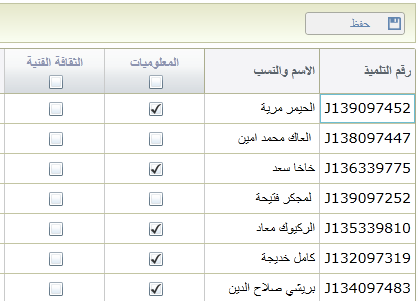 حفظ
رقم التلميذ الاسم والنسب المعلوميات الثقافة الفنية
J139097452 الحيمر مرية
J138097447 العاك محمد امين
J136339775 خاخا سعد
J139097252 لمجكر فتيحة
J135339810 الركيوك معاد
J132097319 كامل خديجة
J134097483 بريشي صلاح الدين